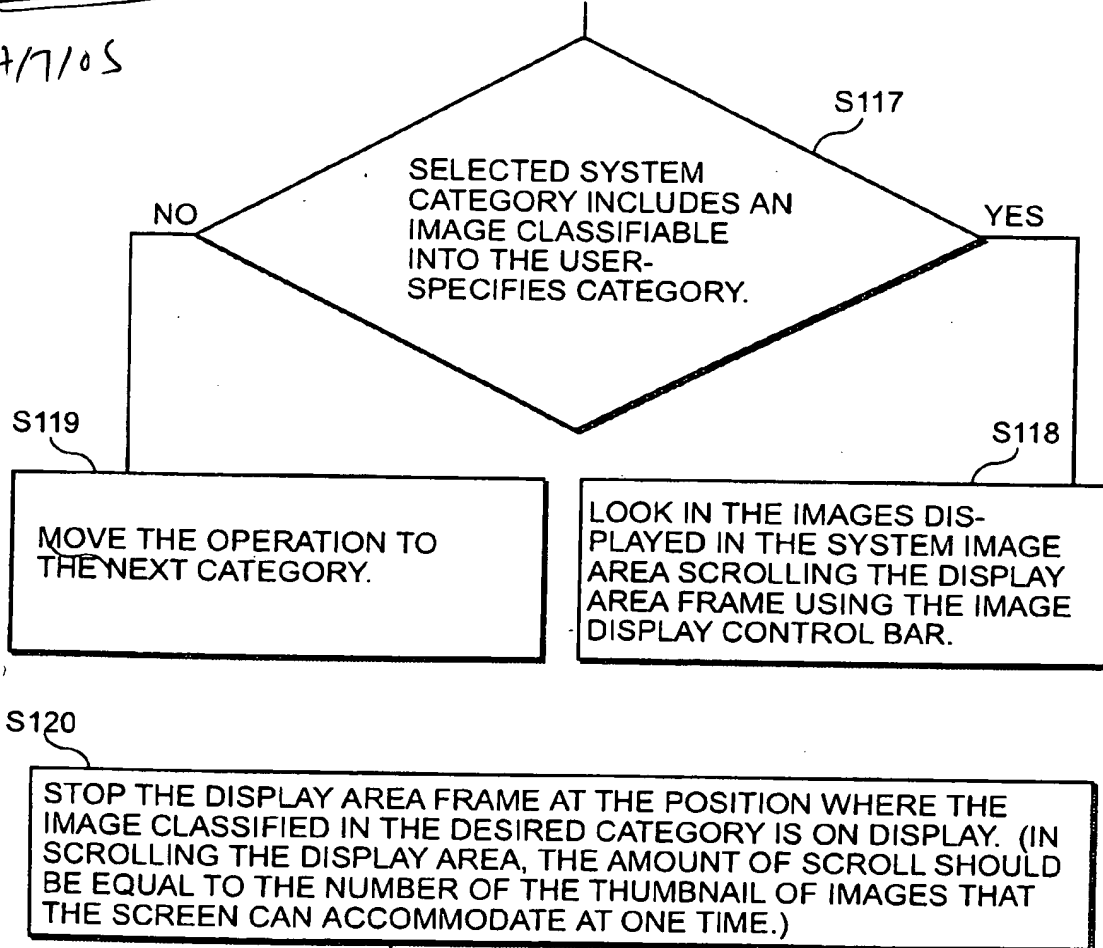 7/7/05
S117
SELECTED SYSTEM
CATEGORY INCLUDES AN
IMAGE CLASSIFIABLE
INTO THE USER-
SPECIFIES CATEGORY.
NO
YES
S119
S118
MOVE THE OPERATION TO
THE NEXT CATEGORY.
LOOK IN THE IMAGES DIS-
PLAYED IN THE SYSTEM IMAGE
AREA SCROLLING THE DISPLAY
AREA FRAME USING THE IMAGE
DISPLAY CONTROL BAR.
S120
STOP THE DISPLAY AREA FRAME AT THE POSITION WHERE THE
IMAGE CLASSIFIED IN THE DESIRED CATEGORY IS ON DISPLAY. (IN
SCROLLING THE DISPLAY AREA, THE AMOUNT OF SCROLL SHOULD
BE EQUAL TO THE NUMBER OF THE THUMBNAIL OF IMAGES THAT
THE SCREEN CAN ACCOMMODATE AT ONE TIME.)